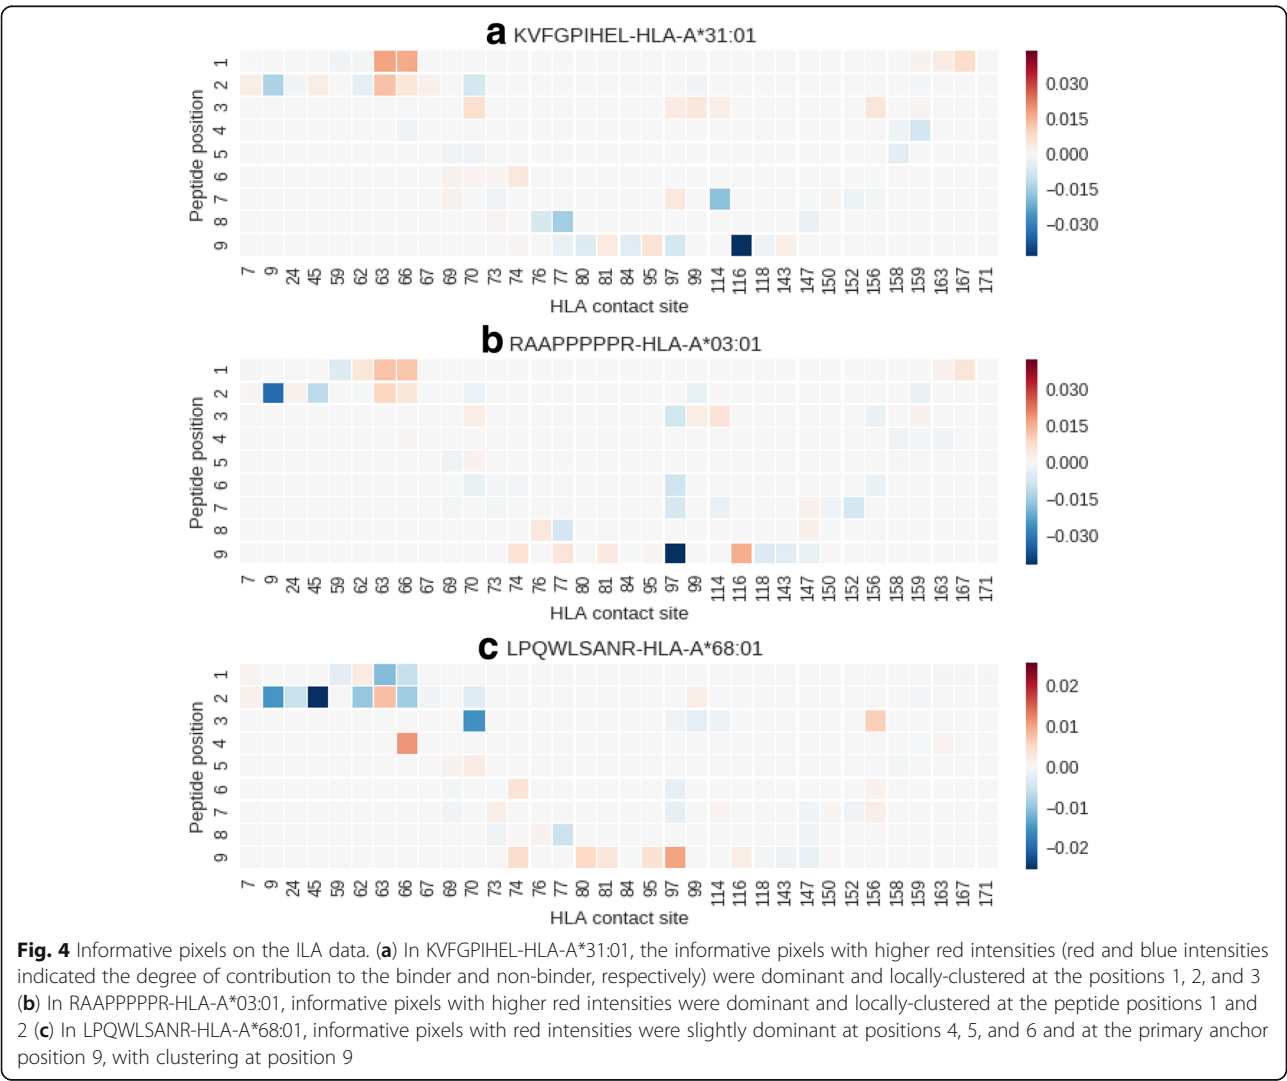 a KVFGPIHEL-HLA-A*31:01
Peptide position
1
2
3
4
5
6
7
8
9
7 9 24 45 59 62 63 66 67 69 70 73 74 76 77 80 81 84 95 97 99 114 116 118 143 147 150 152 156 158 159 163 167 171
HLA contact site
0.030
0.015
0.000
−0.015
−0.030
b RAAPPPPPR-HLA-A*03:01
Peptide position
1
2
3
4
5
6
7
8
9
7 9 24 45 59 62 63 66 67 69 70 73 74 76 77 80 81 84 95 97 99 114 116 118 143 147 150 152 156 158 159 163 167 171
HLA contact site
0.030
0.015
0.000
−0.015
−0.030
c LPQWLSANR-HLA-A*68:01
Peptide position
1
2
3
4
5
6
7
8
9
7 9 24 45 59 62 63 66 67 69 70 73 74 76 77 80 81 84 95 97 99 114 116 118 143 147 150 152 156 158 159 163 167 171
HLA contact site
0.02
0.01
0.00
−0.01
−0.02
Fig. 4 Informative pixels on the ILA data. (a) In KVFGPIHEL-HLA-A*31:01, the informative pixels with higher red intensities (red and blue intensities
indicated the degree of contribution to the binder and non-binder, respectively) were dominant and locally-clustered at the positions 1, 2, and 3
(b) In RAAPPPPPR-HLA-A*03:01, informative pixels with higher red intensities were dominant and locally-clustered at the peptide positions 1 and
2 (c) In LPQWLSANR-HLA-A*68:01, informative pixels with red intensities were slightly dominant at positions 4, 5, and 6 and at the primary anchor
position 9, with clustering at position 9